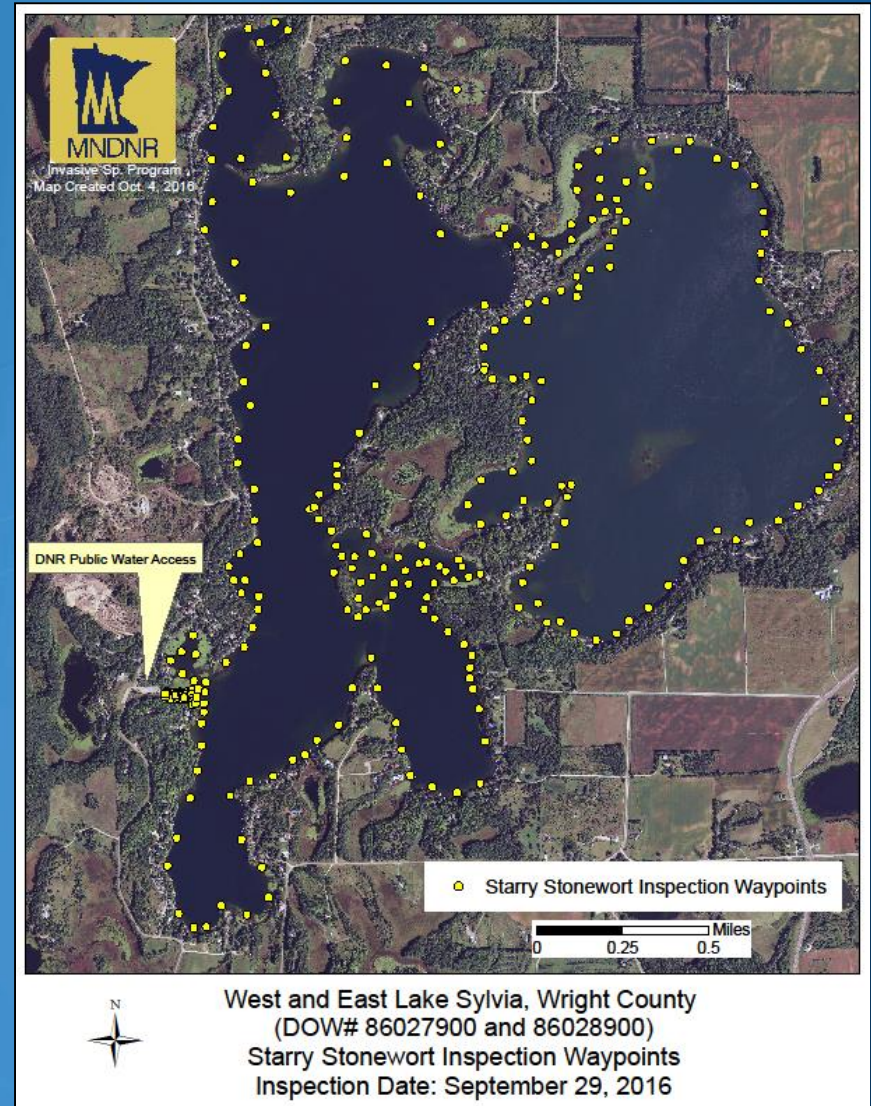 MNDNR
Invasive Sp. Program
Map Created Oct. 4, 2016
DNR Public Water Access
Starry Stonewort Inspection Waypoints
Miles
0 0.25 0.5
N
West and East Lake Sylvia, Wright County
(DOW# 86027900 and 86028900)
Starry Stonewort Inspection Waypoints
Inspection Date: September 29, 2016